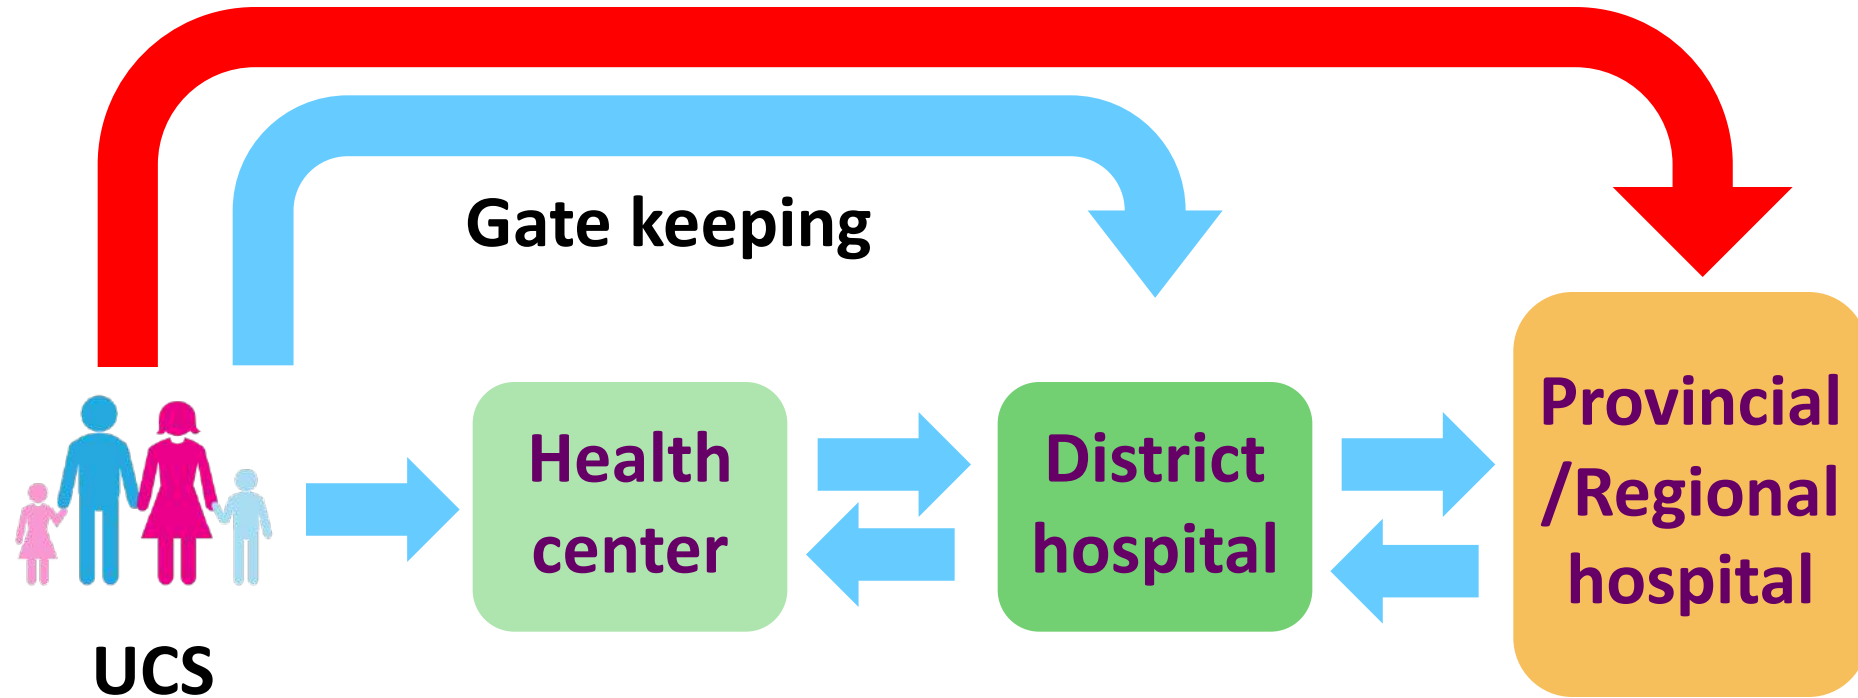 Gate keeping
Health
center
District
hospital
Provincial
/Regional
hospital
UCS